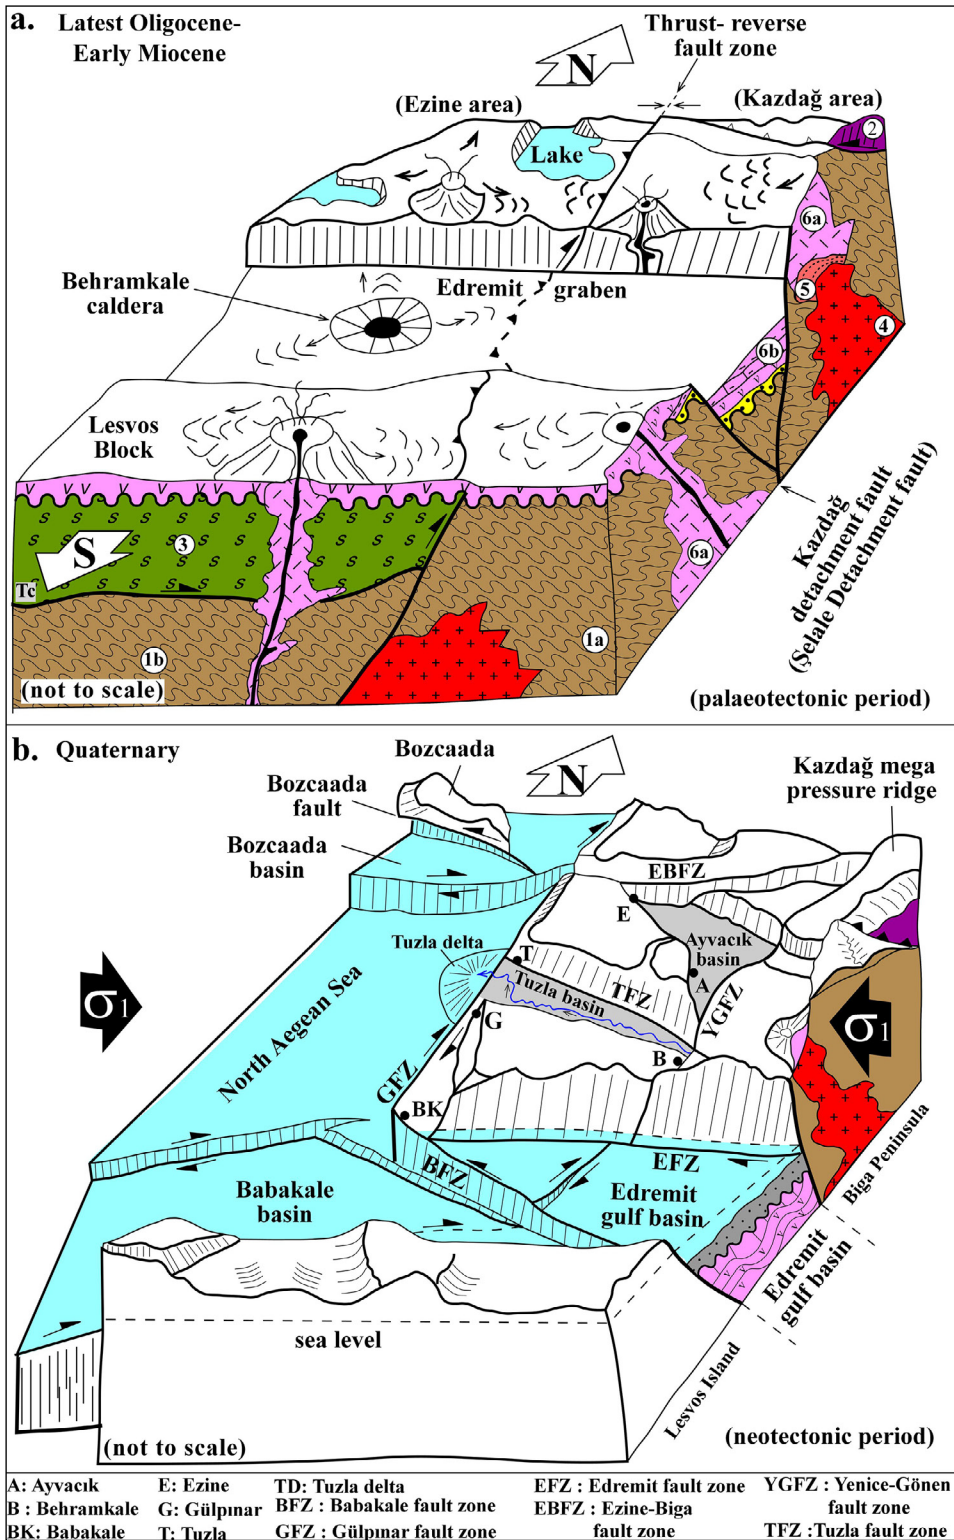 a. Latest Oligocene-
Early Miocene
Thrust- reverse
fault zone
N
(Ezine area)
(Kazdağ area)
2
Lake
6a
Behramkale
caldera
Edremit graben
5
4
6b
Lesvos
Block
V V V V V V V
S
3
Tc
6a
Kazdağ
detachment fault
(Şelale Detachment fault)
1a
1b
(not to scale)
(palaeotectonic period)
b. Quaternary
Bozcaada
N
Kazdağ mega
pressure ridge
Bozcaada
fault
Bozcaada
basin
EBFZ
E
Tuzla delta
Ayvacık
basin
T
A
Tuzla basin
TFZ
YGFZ
σ1
σ1
North Aegean Sea
G
GFZ
B
BK
BFZ
EFZ
Biga Peninsula
Babakale
basin
Edremit
gulf basin
Edremit
gulf basin
sea level
Lesvos Island
(not to scale)
(neotectonic period)
A: Ayvacık E: Ezine TD: Tuzla delta EFZ : Edremit fault zone YGFZ : Yenice-Gönen
B : Behramkale G: Gülpınar BFZ : Babakale fault zone EBFZ : Ezine-Biga fault zone
BK: Babakale T: Tuzla GFZ : Gülpınar fault zone fault zone TFZ :Tuzla fault zone